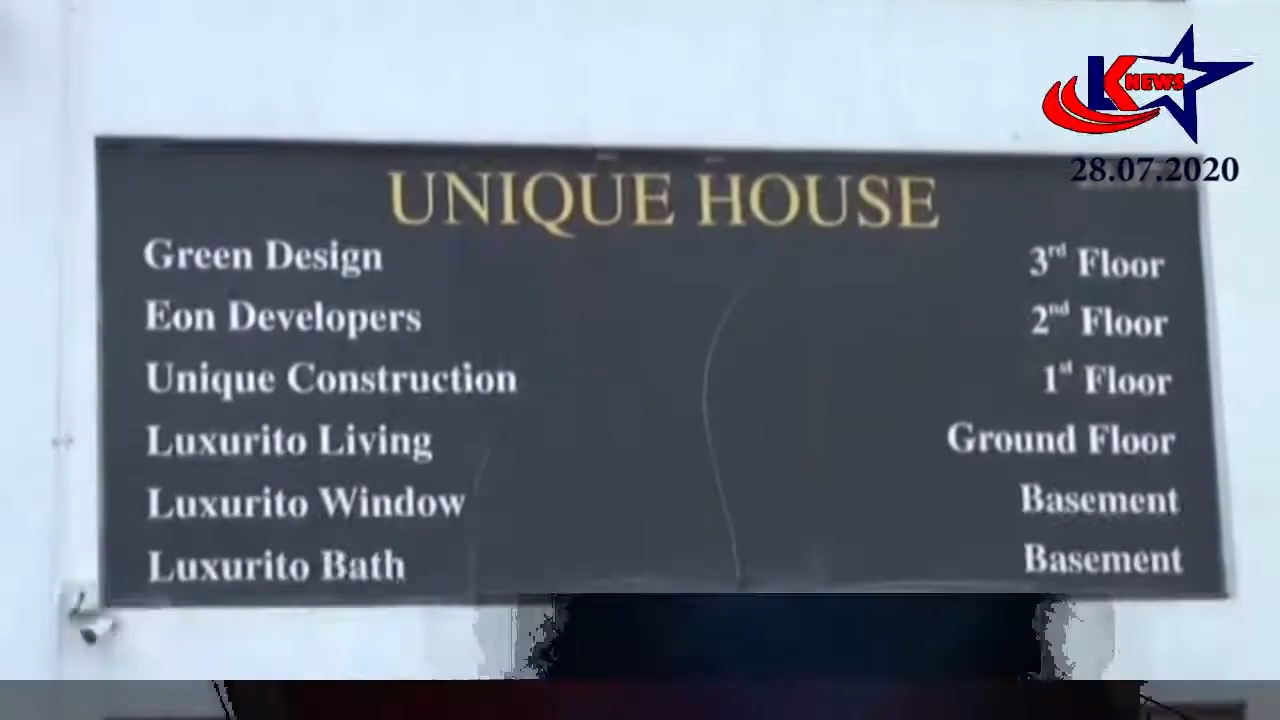 K NEWS
28.07.2020
UNIQUE HOUSE
Green Design 3rd Floor
Eon Developers 2nd Floor
Unique Construction 1st Floor
Luxurito Living Ground Floor
Luxurito Window Basement
Luxurito Bath Basement